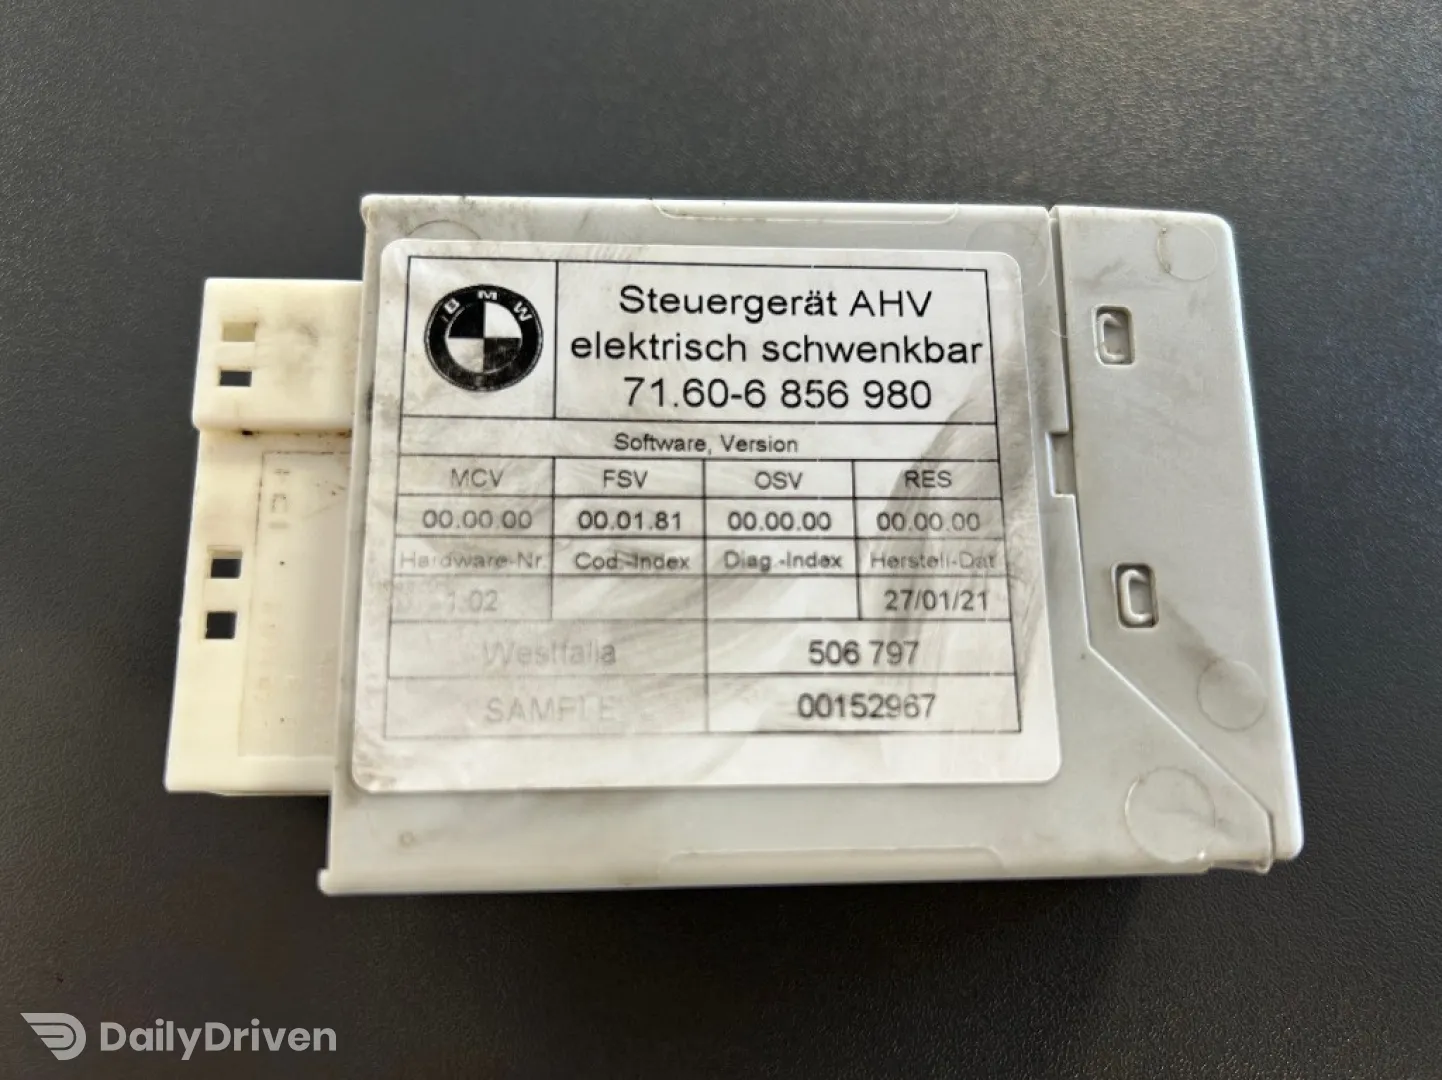 BMW
Steuergerät AHV
elektrisch schwenkbar
71.60-6 856 980
Software, Version
MCV FSV OSV RES
00.00.00 00.01.81 00.00.00 00.00.00
Hardware-Nr. Cod.-Index Diag.-Index Herstell-Dat
1.02 27/01/21
Westfalia 506 797
SAMPLE 00152967
DailyDriven